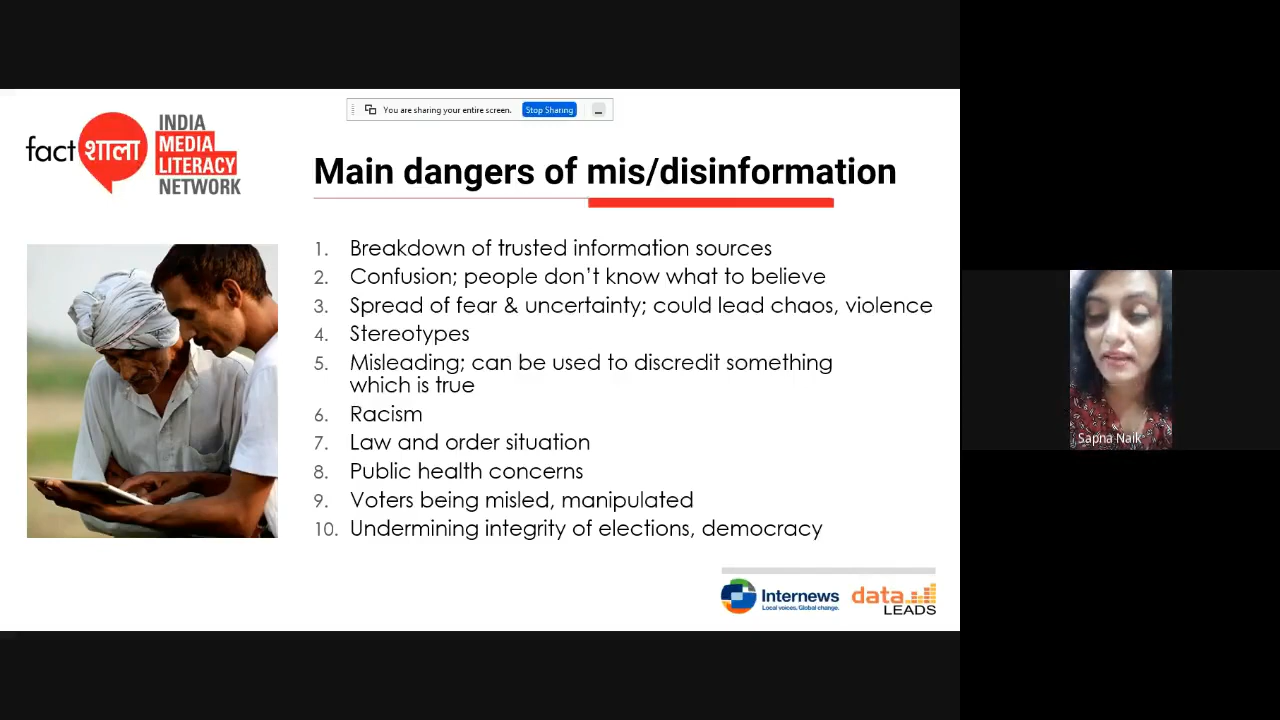 You are sharing your entire screen.
Stop Sharing
fact शाला
INDIA
MEDIA
LITERACY
NETWORK
Main dangers of mis/disinformation
1. Breakdown of trusted information sources
2. Confusion; people don't know what to believe
3. Spread of fear & uncertainty; could lead chaos, violence
4. Stereotypes
5. Misleading; can be used to discredit something
which is true
6. Racism
7. Law and order situation
8. Public health concerns
9. Voters being misled, manipulated
10. Undermining integrity of elections, democracy
Internews
Local voices. Global change.
data
LEADS
Sapna Naik